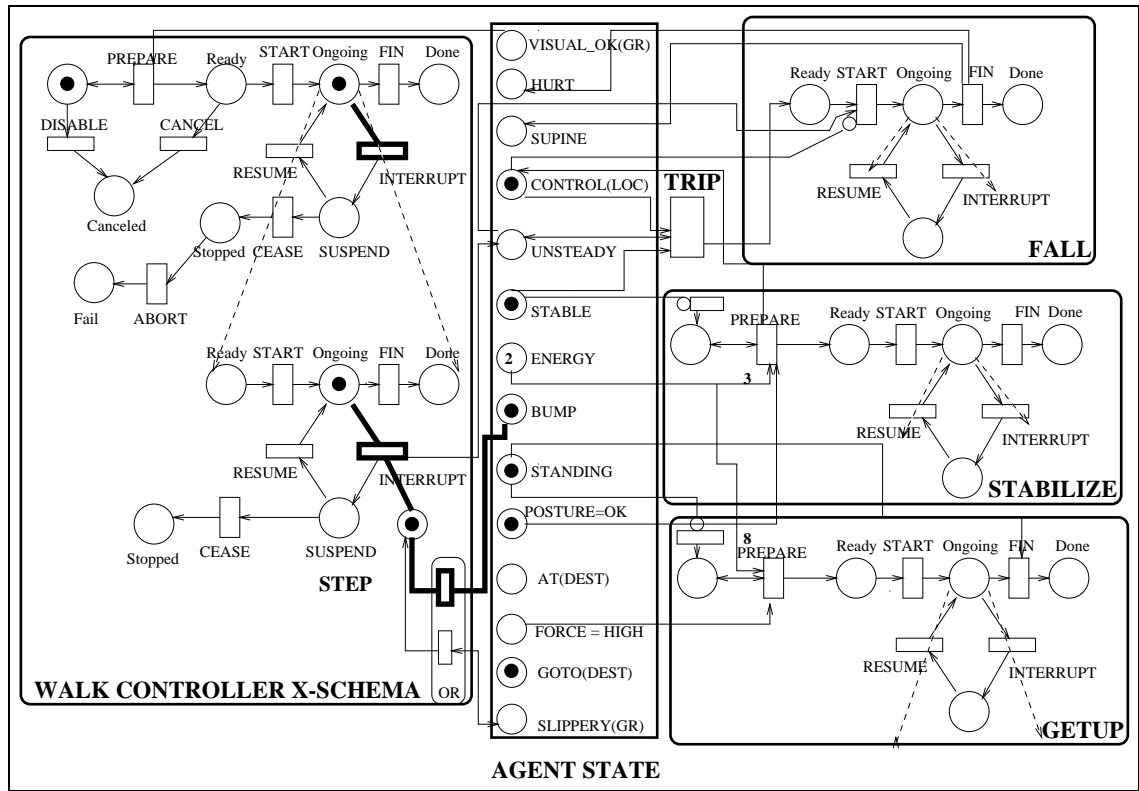 PREPARE
Ready
START
Ongoing
FIN
Done
DISABLE
CANCEL
RESUME
INTERRUPT
Canceled
Stopped
CEASE
SUSPEND
Fail
ABORT
Ready
START
Ongoing
FIN
Done
RESUME
INTERRUPT
Stopped
CEASE
SUSPEND
STEP
OR
WALK CONTROLLER X-SCHEMA
VISUAL_OK(GR)
HURT
SUPINE
CONTROL(LOC)
UNSTEADY
STABLE
2
ENERGY
BUMP
STANDING
POSTURE=OK
AT(DEST)
FORCE = HIGH
GOTO(DEST)
SLIPPERY(GR)
AGENT STATE
TRIP
Ready
START
Ongoing
FIN
Done
RESUME
INTERRUPT
FALL
PREPARE
Ready
START
Ongoing
FIN
Done
3
RESUME
INTERRUPT
STABILIZE
8
PREPARE
Ready
START
Ongoing
FIN
Done
RESUME
INTERRUPT
GETUP